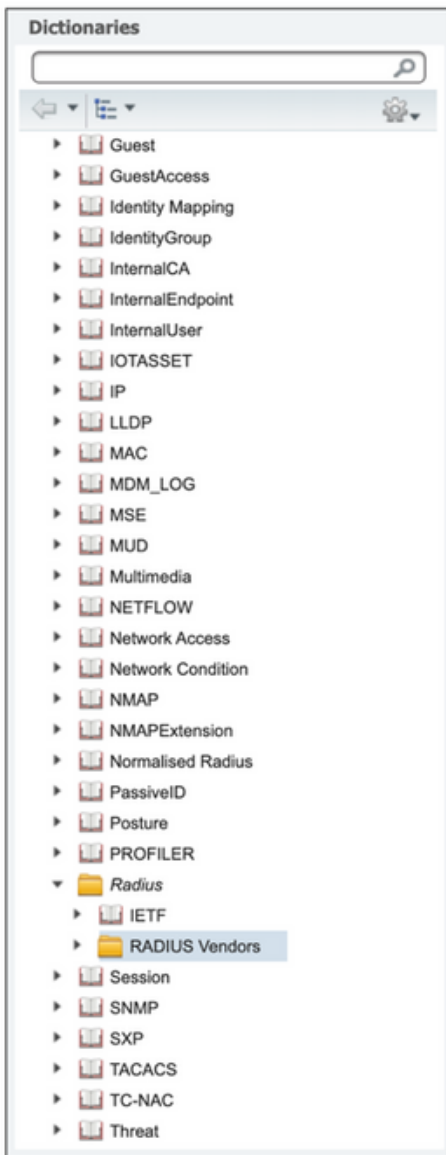 Dictionaries
Guest
GuestAccess
Identity Mapping
IdentityGroup
InternalCA
InternalEndpoint
InternalUser
IOTASSET
IP
LLDP
MAC
MDM_LOG
MSE
MUD
Multimedia
NETFLOW
Network Access
Network Condition
NMAP
NMAPExtension
Normalised Radius
PassiveID
Posture
PROFILER
Radius
IETF
RADIUS Vendors
Session
SNMP
SXP
TACACS
TC-NAC
Threat